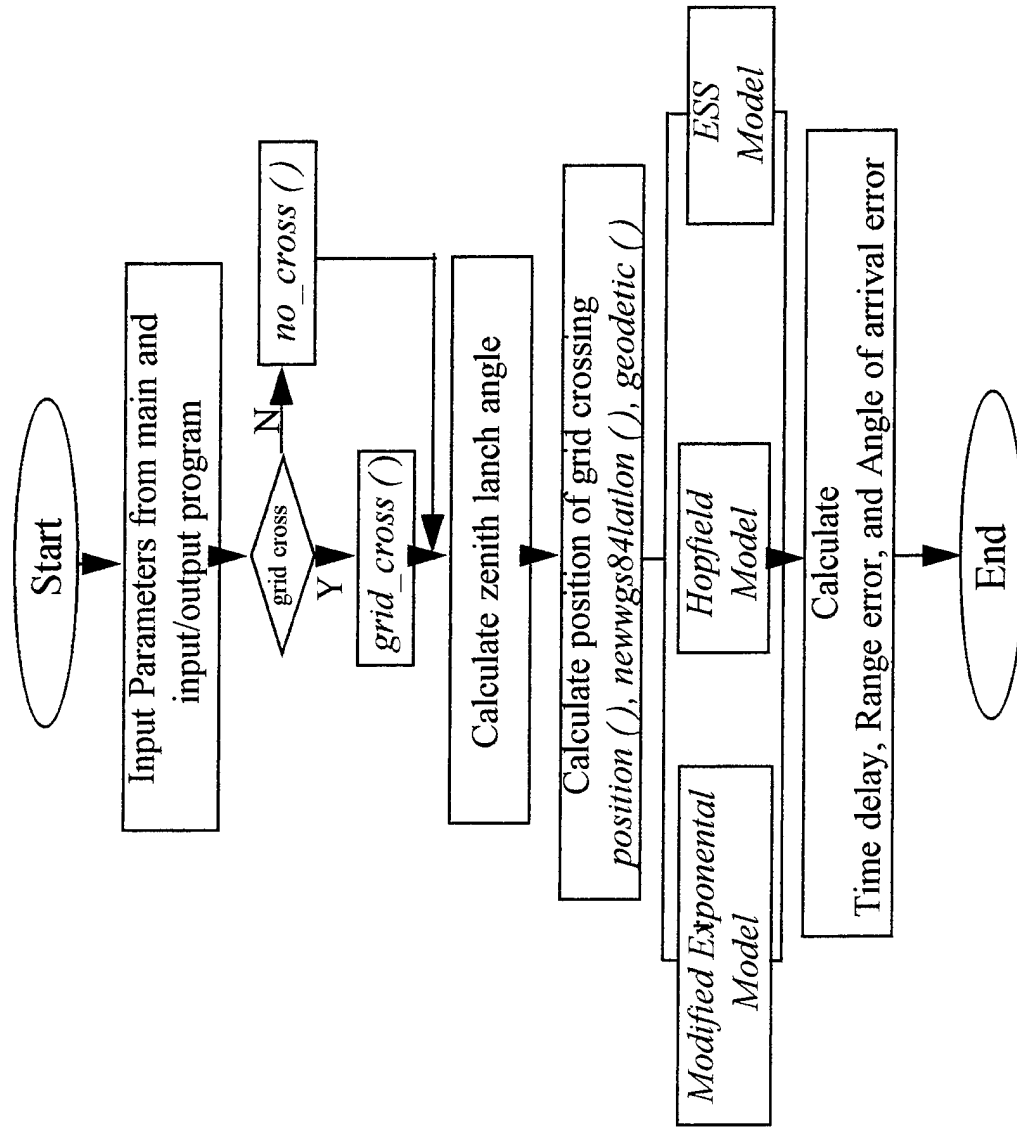 Start
Input Parameters from main and
input/output program
grid cross
N
no_cross ()
Y
grid_cross ()
Calculate zenith lanch angle
Calculate position of grid crossing
position (), newwgs84latlon (), geodetic ()
Modified Exponental
Model
Hopfield
Model
ESS
Model
Calculate
Time delay, Range error, and Angle of arrival error
End